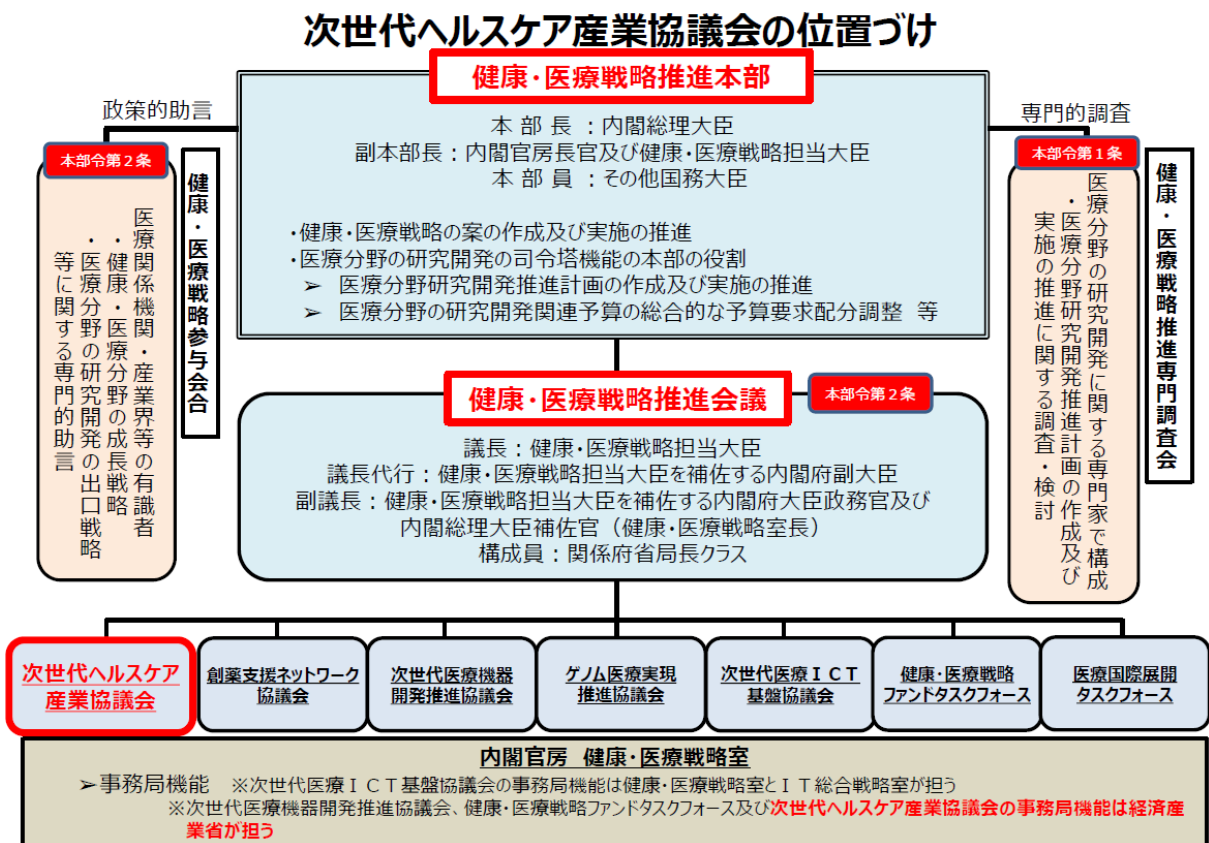 次世代ヘルスケア産業協議会の位置づけ
健康・医療戦略推進本部
政策的助言
専門的調査
本 部 長 ：内閣総理大臣
副本部長：内閣官房長官及び健康・医療戦略担当大臣
本 部 員 ：その他国務大臣
・健康・医療戦略の案の作成及び実施の推進
・医療分野の研究開発の司令塔機能の本部の役割
➢ 医療分野研究開発推進計画の作成及び実施の推進
➢ 医療分野の研究開発関連予算の総合的な予算要求配分調整 等
本部令第２条
健康・医療戦略参与会合
医療関係機関・産業界等の有識者
・健康・医療分野の成長戦略
・医療分野の研究開発の出口戦略
等に関する専門的助言
本部令第１条
健康・医療戦略推進専門調査会
医療分野の研究開発に関する専門家で構成
・医療分野研究開発推進計画の作成及び
実施の推進に関する調査・検討
健康・医療戦略推進会議
本部令第２条
議長：健康・医療戦略担当大臣
議長代行：健康・医療戦略担当大臣を補佐する内閣府副大臣
副議長：健康・医療戦略担当大臣を補佐する内閣府大臣政務官及び
内閣総理大臣補佐官（健康・医療戦略室長）
構成員：関係府省局長クラス
次世代ヘルスケア
産業協議会
創薬支援ネットワーク
協議会
次世代医療機器
開発推進協議会
ゲノム医療実現
推進協議会
次世代医療ＩＣＴ
基盤協議会
健康・医療戦略
ファンドタスクフォース
医療国際展開
タスクフォース
内閣官房 健康・医療戦略室
➢事務局機能 ※次世代医療ＩＣＴ基盤協議会の事務局機能は健康・医療戦略室とＩＴ総合戦略室が担う
※次世代医療機器開発推進協議会、健康・医療戦略ファンドタスクフォース及び次世代ヘルスケア産業協議会の事務局機能は経済産
業省が担う